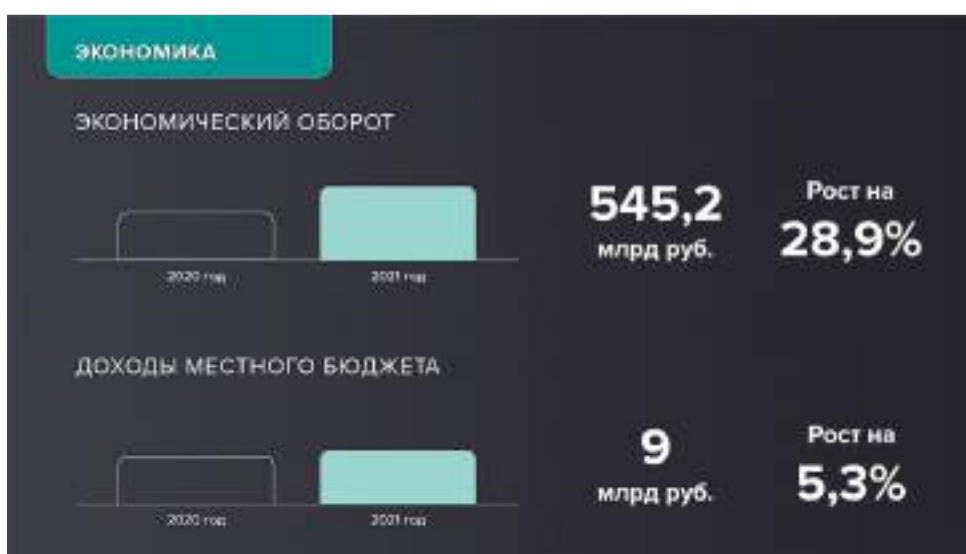 ЭКОНОМИКА
ЭКОНОМИЧЕСКИЙ ОБОРОТ
545,2
млрд руб.
Рост на
28,9%
2020 год
2021 год
ДОХОДЫ МЕСТНОГО БЮДЖЕТА
9
млрд руб.
Рост на
5,3%
2020 год
2021 год